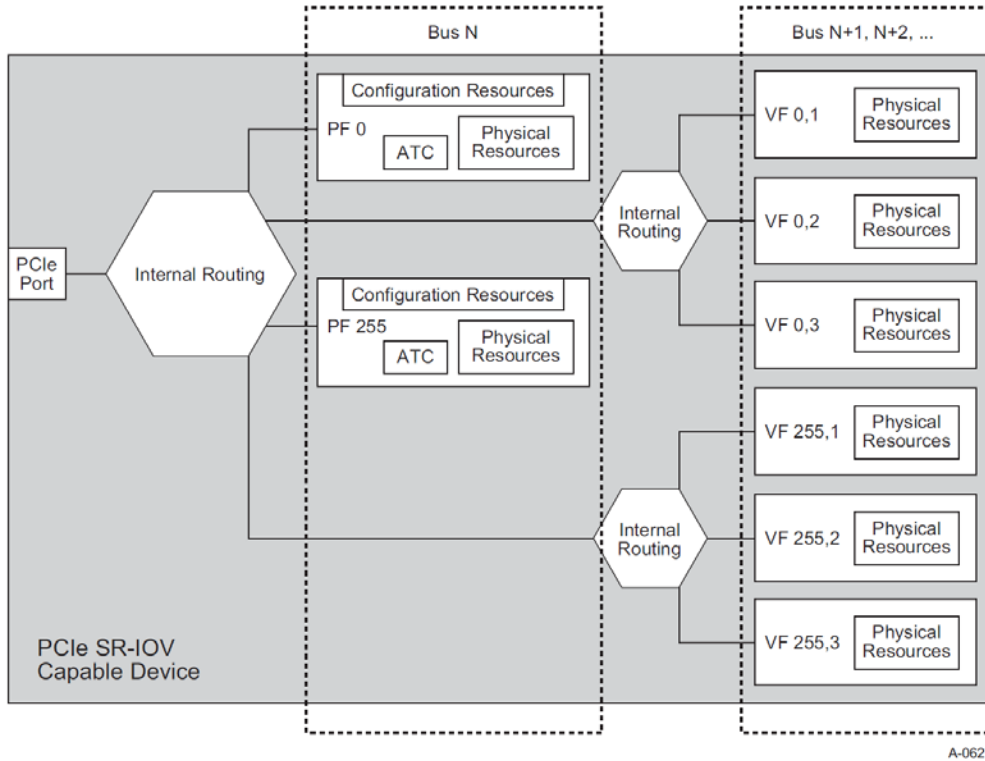 Bus N
Bus N+1, N+2, ...
Configuration Resources
PF 0
ATC
Physical
Resources
VF 0,1
Physical
Resources
Internal
Routing
VF 0,2
Physical
Resources
PCIe
Port
Internal Routing
Configuration Resources
PF 255
ATC
Physical
Resources
VF 0,3
Physical
Resources
VF 255,1
Physical
Resources
Internal
Routing
VF 255,2
Physical
Resources
VF 255,3
Physical
Resources
PCIe SR-IOV
Capable Device
A-062